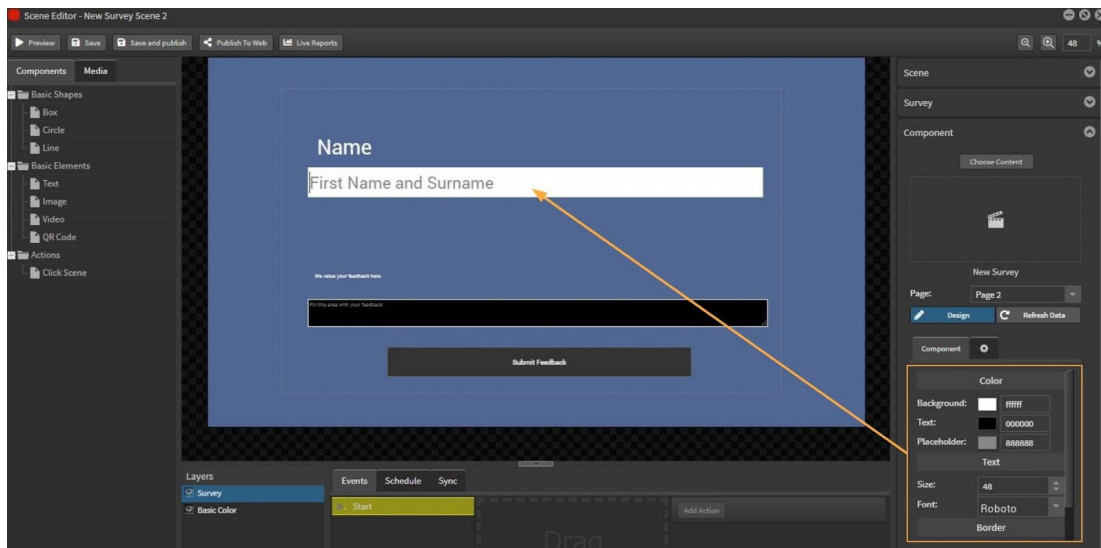 Scene Editor - New Survey Scene 2
Preview Save Save and publish Publish To Web Live Reports 48 %
Components Media
Basic Shapes
Box
Circle
Line
Basic Elements
Text
Image
Video
QR Code
Actions
Click Scene
Name
First Name and Surname
We value your feedback here
Fill this area with your feedback
Submit Feedback
Layers
Survey
Basic Color
Events Schedule Sync
Start
Drag
Add Action
Scene
Survey
Component
Choose Content
New Survey
Page: Page 2
Design Refresh Data
Component
Color
Background: ffffff
Text: 000000
Placeholder: 888888
Text
Size: 48
Font: Roboto
Border